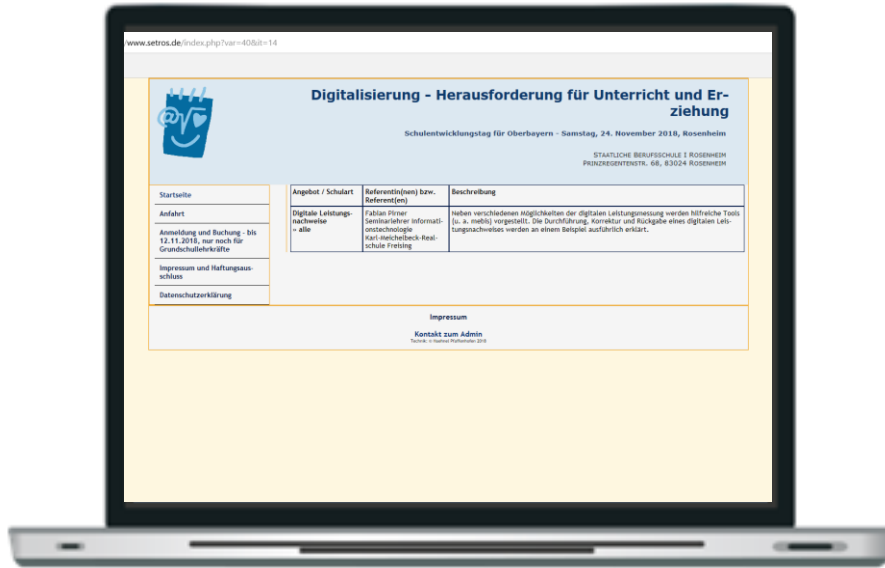 /www.setros.de/index.php?var=40&it=14
Digitalisierung - Herausforderung für Unterricht und Er-
ziehung
Schulentwicklungstag für Oberbayern - Samstag, 24. November 2018, Rosenheim
STAATLICHE BERUFSSCHULE I ROSENHEIM
PRINZREGENTENSTR. 68, 83024 ROSENHEIM
Startseite
Anfahrt
Anmeldung und Buchung - bis
12.11.2018, nur noch für
Grundschullehrkräfte
Impressum und Haftungsaus-
schluss
Datenschutzerklärung
Angebot / Schulart
Referentin(nen) bzw.
Referent(en)
Beschreibung
Digitale Leistungs-
nachweise
» alle
Fabian Pirner
Seminarlehrer Informati-
onstechnologie
Karl-Meichelbeck-Real-
schule Freising
Neben verschiedenen Möglichkeiten der digitalen Leistungsmessung werden hilfreiche Tools
(u. a. mebis) vorgestellt. Die Durchführung, Korrektur und Rückgabe eines digitalen Leis-
tungsnachweises werden an einem Beispiel ausführlich erklärt.
Impressum
Kontakt zum Admin
Technik: 2018